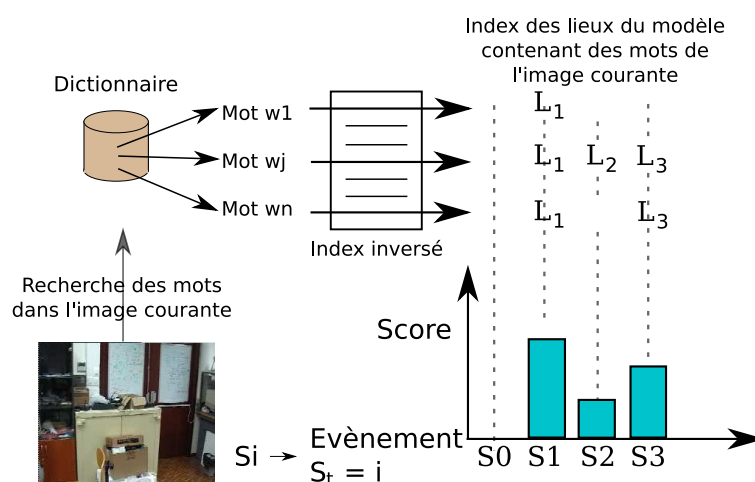 Index des lieux du modèle
contenant des mots de
l'image courante
Dictionnaire
Mot w1
Mot wj
Mot wn
Index inversé
L1
L1 L2 L3
L1 L3
Recherche des mots
dans l'image courante
Score
Si
Evènement
St = i
S0 S1 S2 S3